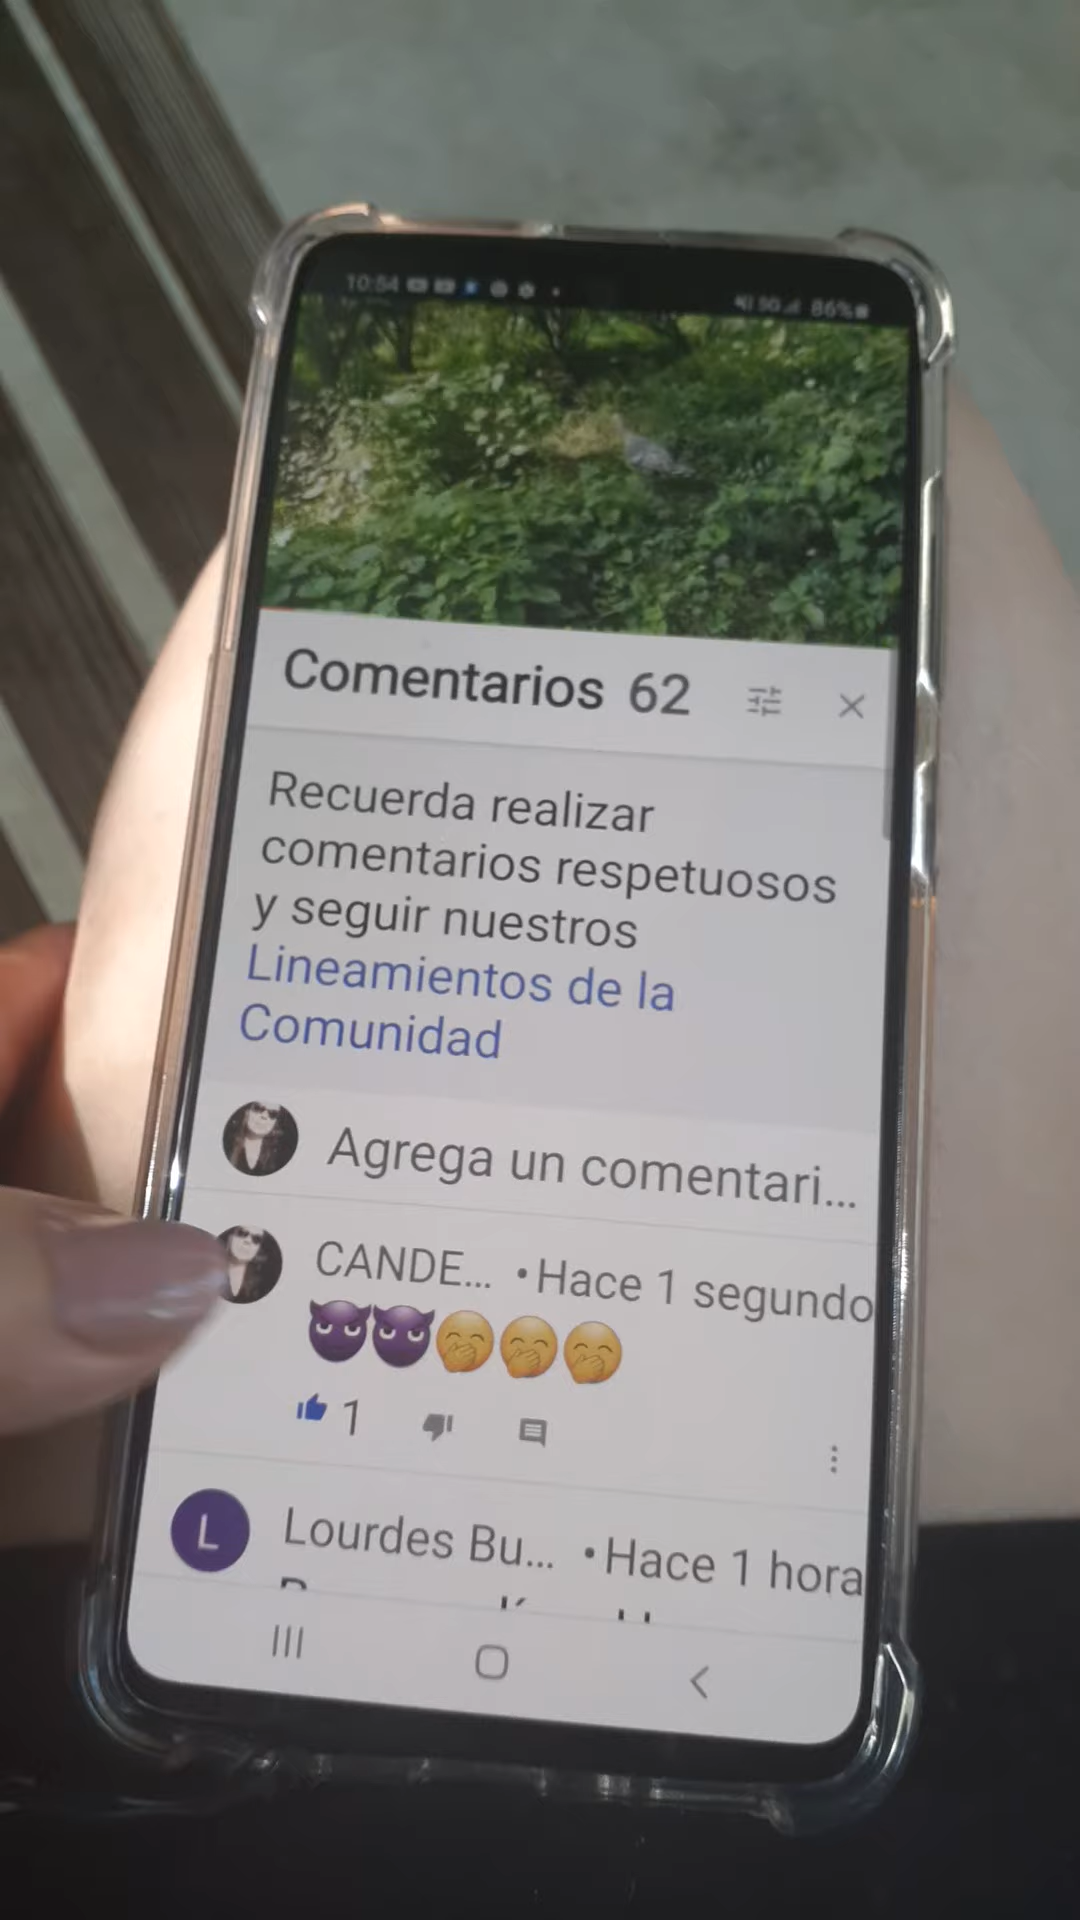 10:54 86%
Comentarios 62
Recuerda realizar
comentarios respetuosos
y seguir nuestros
Lineamientos de la
Comunidad
Agrega un comentari...
CANDE... • Hace 1 segundo
😈😈🤭🤭🤭
1
L Lourdes Bu... • Hace 1 hora